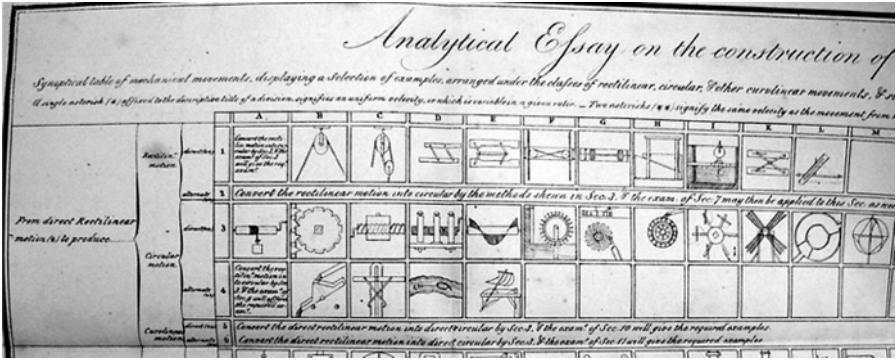 Analytical Eſsay on the construction of
Synoptical table of mechanical movements, displaying a selection of examples, arranged under the classes of rectilinear, circular, & other curvilinear movements, &
A single asterisk (*) affixed to the descriptive title of a division, signifies an uniform velocity, or which is variable in a given ratio. — Two asterisks (**) signify the same velocity as the movement from
A B C D E F G H I K L M
Rectilinr. motion. direct 1
alternate 2 Convert the rectilinear motion into circular by the methods shewn in Sec. 3, & the exam. of Sec. 7 may then be applied to this Sec. as
From direct Rectilinear motion (*) to produce
Circular motion. direct 3
alternate 4
Curvilinear motion. direct 5 Convert the direct rectilinear motion into direct circular by Sec. 3. & the exams. of Sec. 10 will give the required examples
alternate 6 Convert the direct rectilinear motion into direct circular by Sec. 3. & the exams. of Sec. 11 will give the required examples